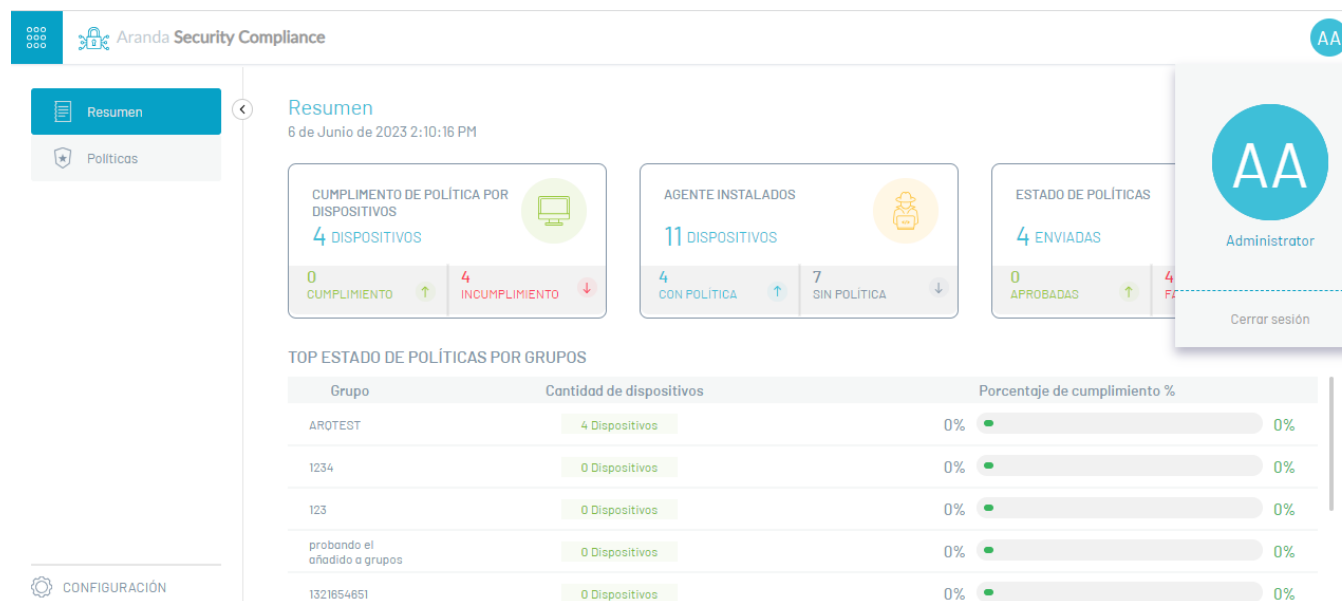 Aranda Security Compliance
AA
Resumen
Políticas
CONFIGURACIÓN
Resumen
6 de Junio de 2023 2:10:16 PM
CUMPLIMENTO DE POLÍTICA POR
DISPOSITIVOS
4 DISPOSITIVOS
0
CUMPLIMIENTO
4
INCUMPLIMIENTO
AGENTE INSTALADOS
11 DISPOSITIVOS
4
CON POLÍTICA
7
SIN POLÍTICA
ESTADO DE POLÍTICAS
4 ENVIADAS
0
APROBADAS
4
AA
Administrator
Cerrar sesión
TOP ESTADO DE POLÍTICAS POR GRUPOS
Grupo Cantidad de dispositivos Porcentaje de cumplimiento %
ARQTEST 4 Dispositivos 0% 0%
1234 0 Dispositivos 0% 0%
123 0 Dispositivos 0% 0%
probando el
añadido a grupos 0 Dispositivos 0% 0%
1321654651 0 Dispositivos 0% 0%